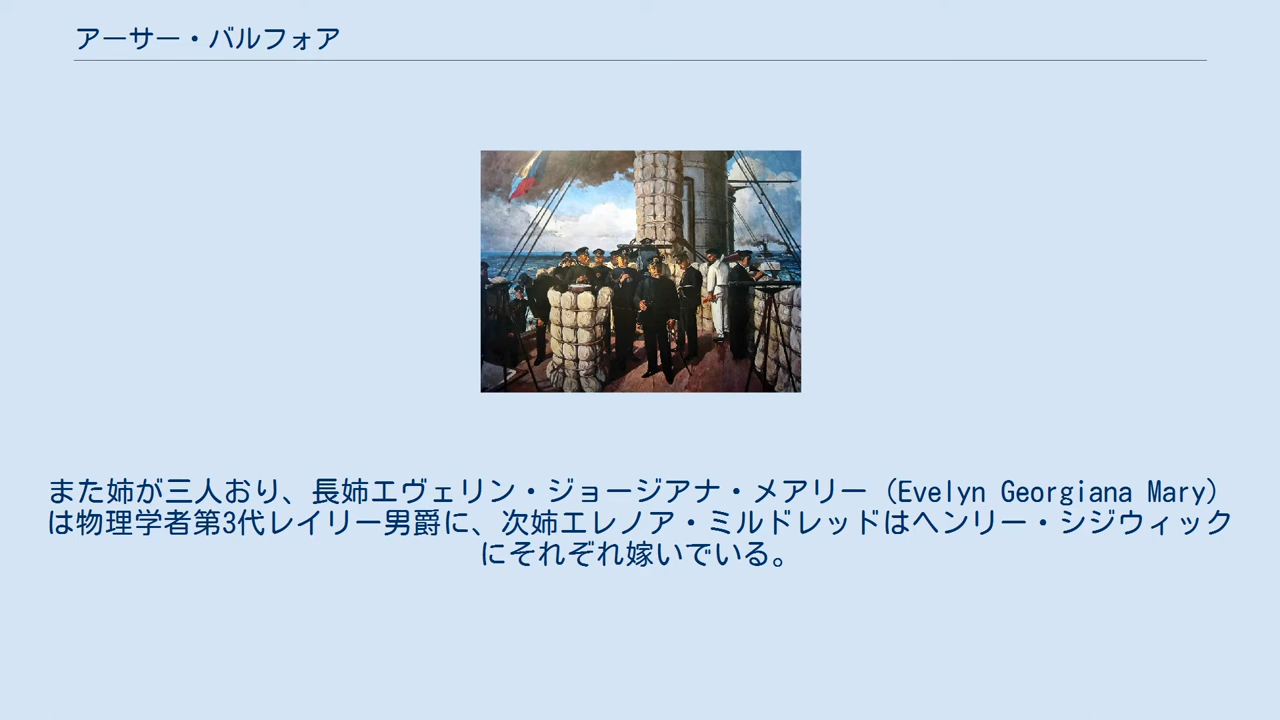 アーサー・バルフォア
また姉が三人おり、長姉エヴェリン・ジョージアナ・メアリー（Evelyn Georgiana Mary）
は物理学者第3代レイリー男爵に、次姉エレノア・ミルドレッドはヘンリー・シジウィック
にそれぞれ嫁いでいる。